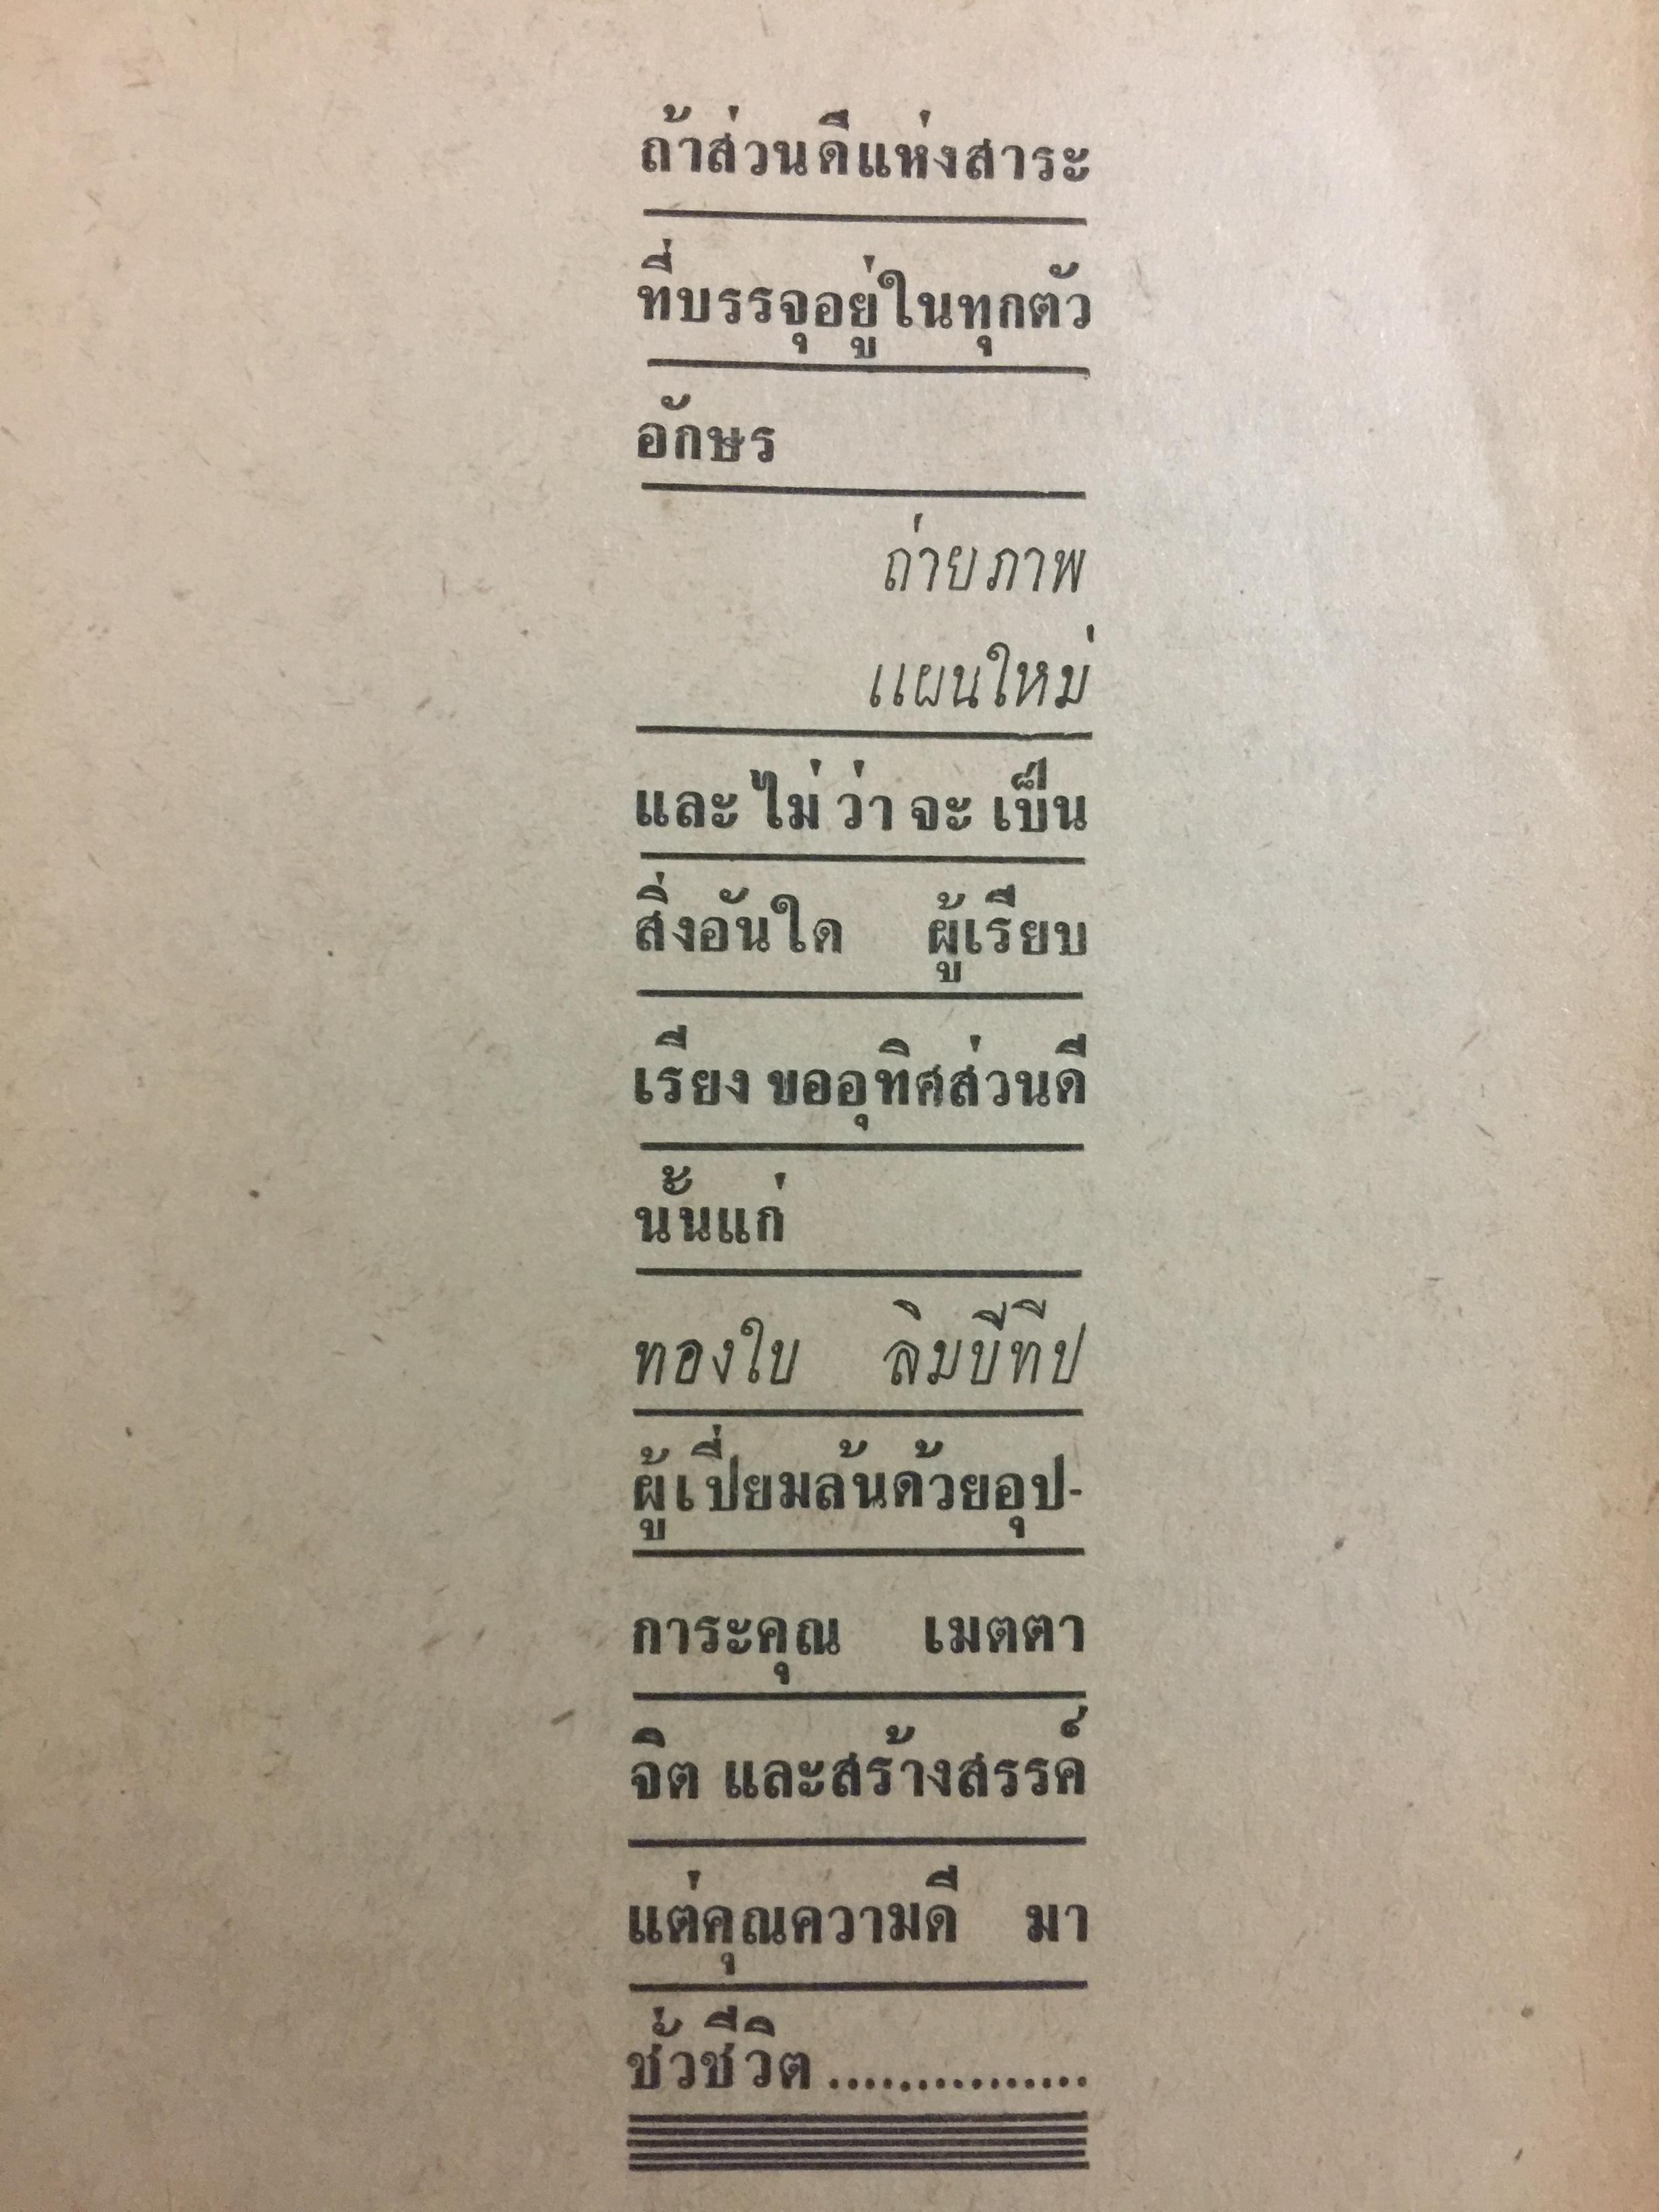 ถ้าส่วนดีแห่งสาระ
ที่บรรจุอยู่ในทุกตัว
อักษร
ถ่ายภาพ
แผนใหม่
และ ไม่ ว่า จะ เป็น
สิ่งอันใด ผู้เรียบ
เรียง ขออุทิศส่วนดี
นั้นแก่
ทองใบ ลิมบีทีป
ผู้เปี่ยมล้นด้วยอุป-
การะคุณ เมตตา
จิต และสร้างสรรค์
แต่คุณความดี มา
ชั่วชีวิต ...............